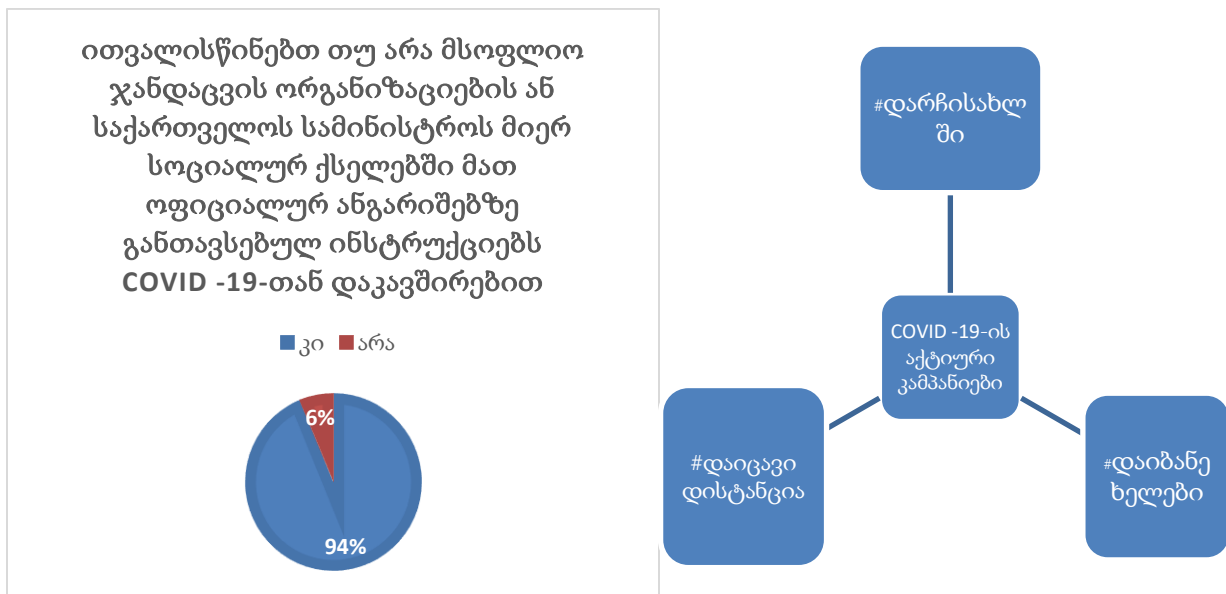 ითვალისწინებთ თუ არა მსოფლიო
ჯანდაცვის ორგანიზაციების ან
საქართველოს სამინისტროს მიერ
სოციალურ ქსელებში მათ
ოფიციალურ ანგარიშებზე
განთავსებულ ინსტრუქციებს
COVID -19-თან დაკავშირებით
კი არა
6%
94%
#დარჩისახლ
ში
COVID -19-ის
აქტიური
კამპანიები
#დაიცავი
დისტანცია
#დაიბანე
ხელები